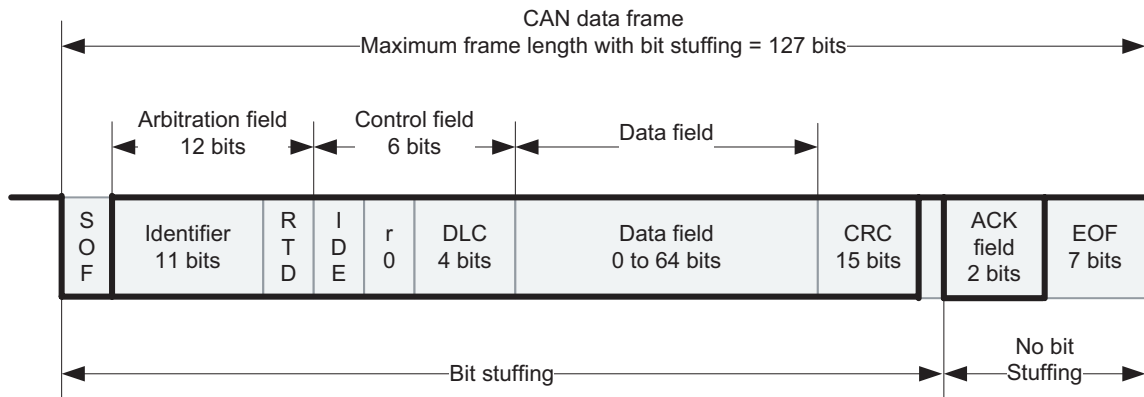 CAN data frame
Maximum frame length with bit stuffing = 127 bits
Arbitration field
12 bits
Control field
6 bits
Data field
S
O
F
Identifier
11 bits
R
T
D
I
D
E
r
0
DLC
4 bits
Data field
0 to 64 bits
CRC
15 bits
ACK
field
2 bits
EOF
7 bits
Bit stuffing
No bit
Stuffing